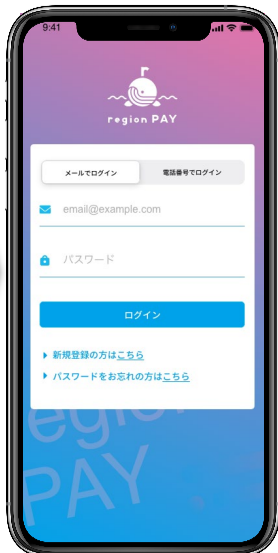 9:41
region PAY
メールでログイン
電話番号でログイン
email@example.com
パスワード
ログイン
新規登録の方はこちら
パスワードをお忘れの方はこちら
region
PAY